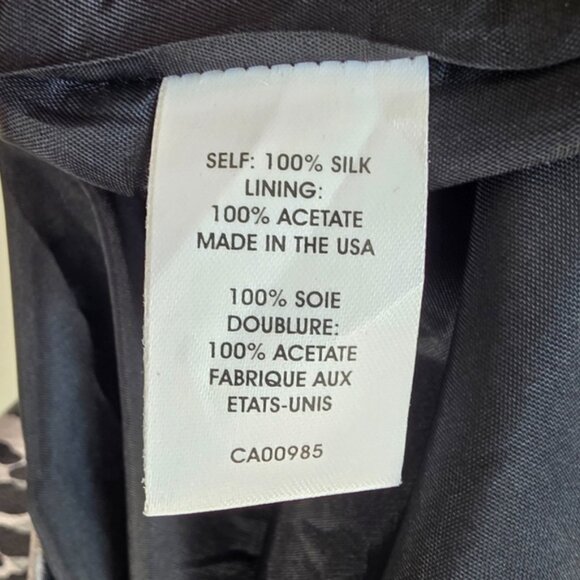 SELF: 100% SILK
LINING:
100% ACETATE
MADE IN THE USA
100% SOIE
DOUBLURE:
100% ACETATE
FABRIQUE AUX
ETATS-UNIS
CA00985